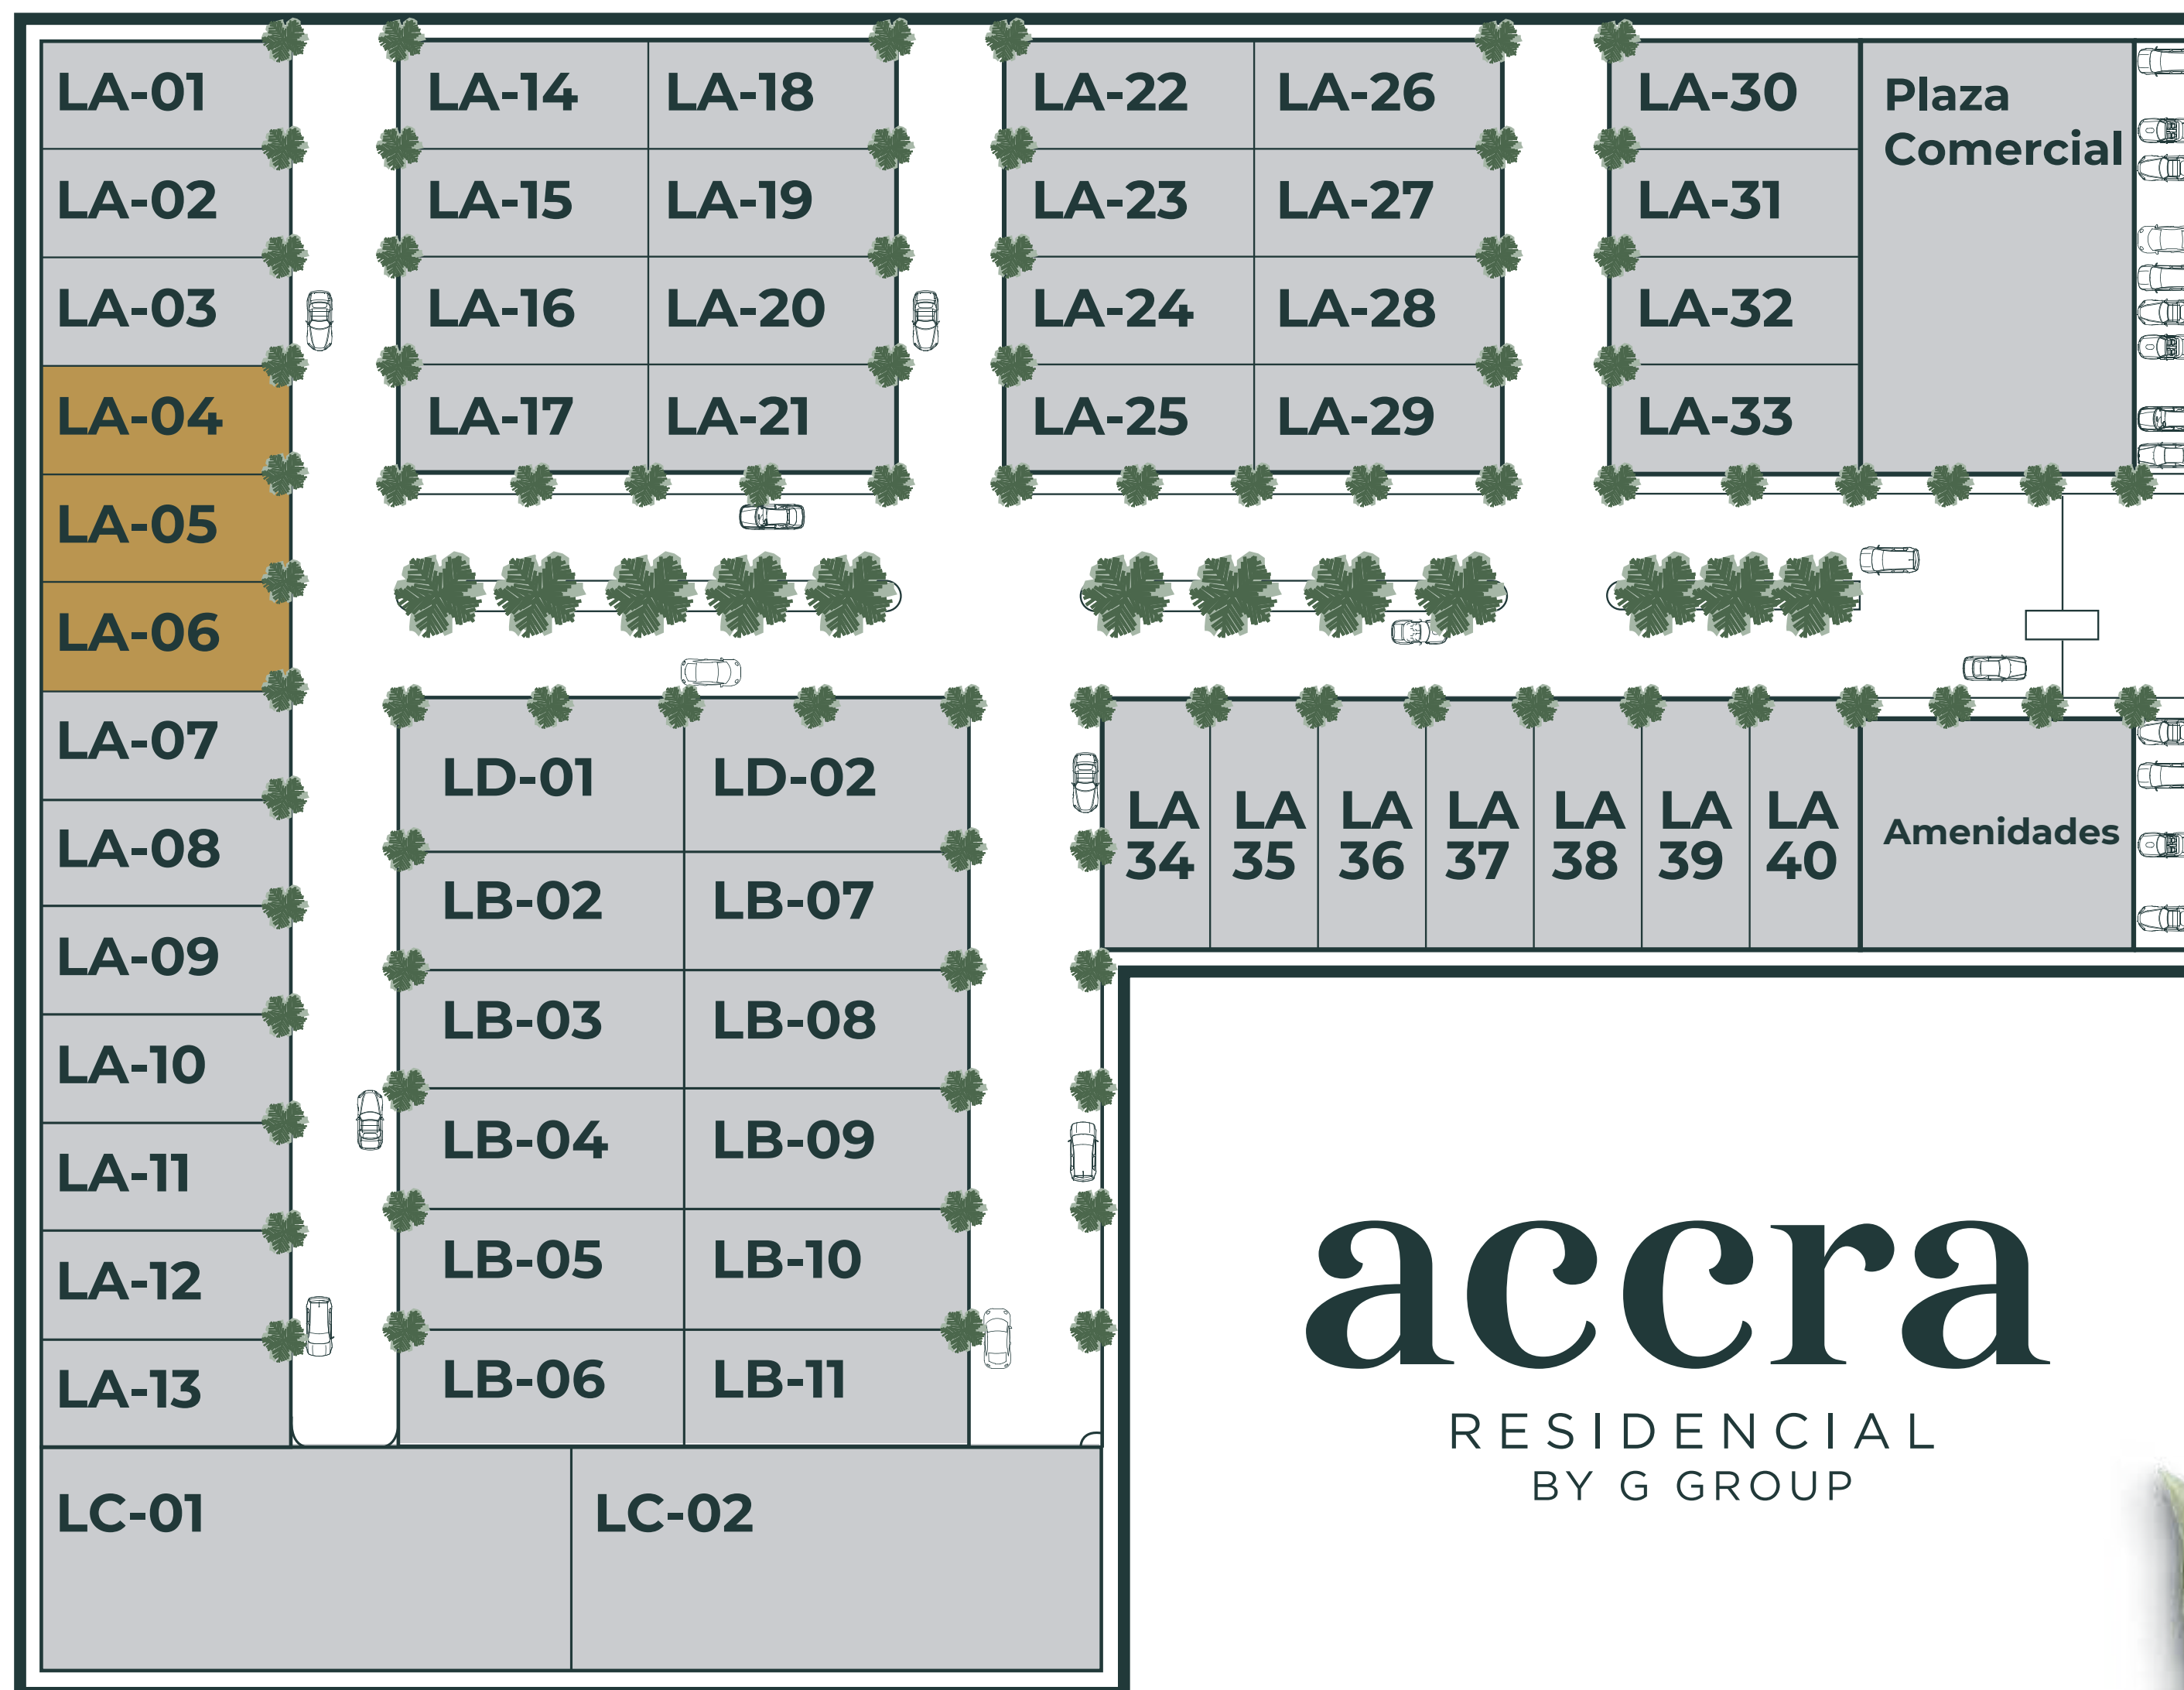 LA-01
LA-02
LA-03
LA-04
LA-05
LA-06
LA-07
LA-08
LA-09
LA-10
LA-11
LA-12
LA-13
LA-14
LA-15
LA-16
LA-17
LA-18
LA-19
LA-20
LA-21
LA-22
LA-23
LA-24
LA-25
LA-26
LA-27
LA-28
LA-29
LA-30
LA-31
LA-32
LA-33
Plaza
Comercial
LD-01
LB-02
LB-03
LB-04
LB-05
LB-06
LD-02
LB-07
LB-08
LB-09
LB-10
LB-11
LA
34
LA
35
LA
36
LA
37
LA
38
LA
39
LA
40
Amenidades
LC-01
LC-02
accra
RESIDENCIAL
BY G GROUP